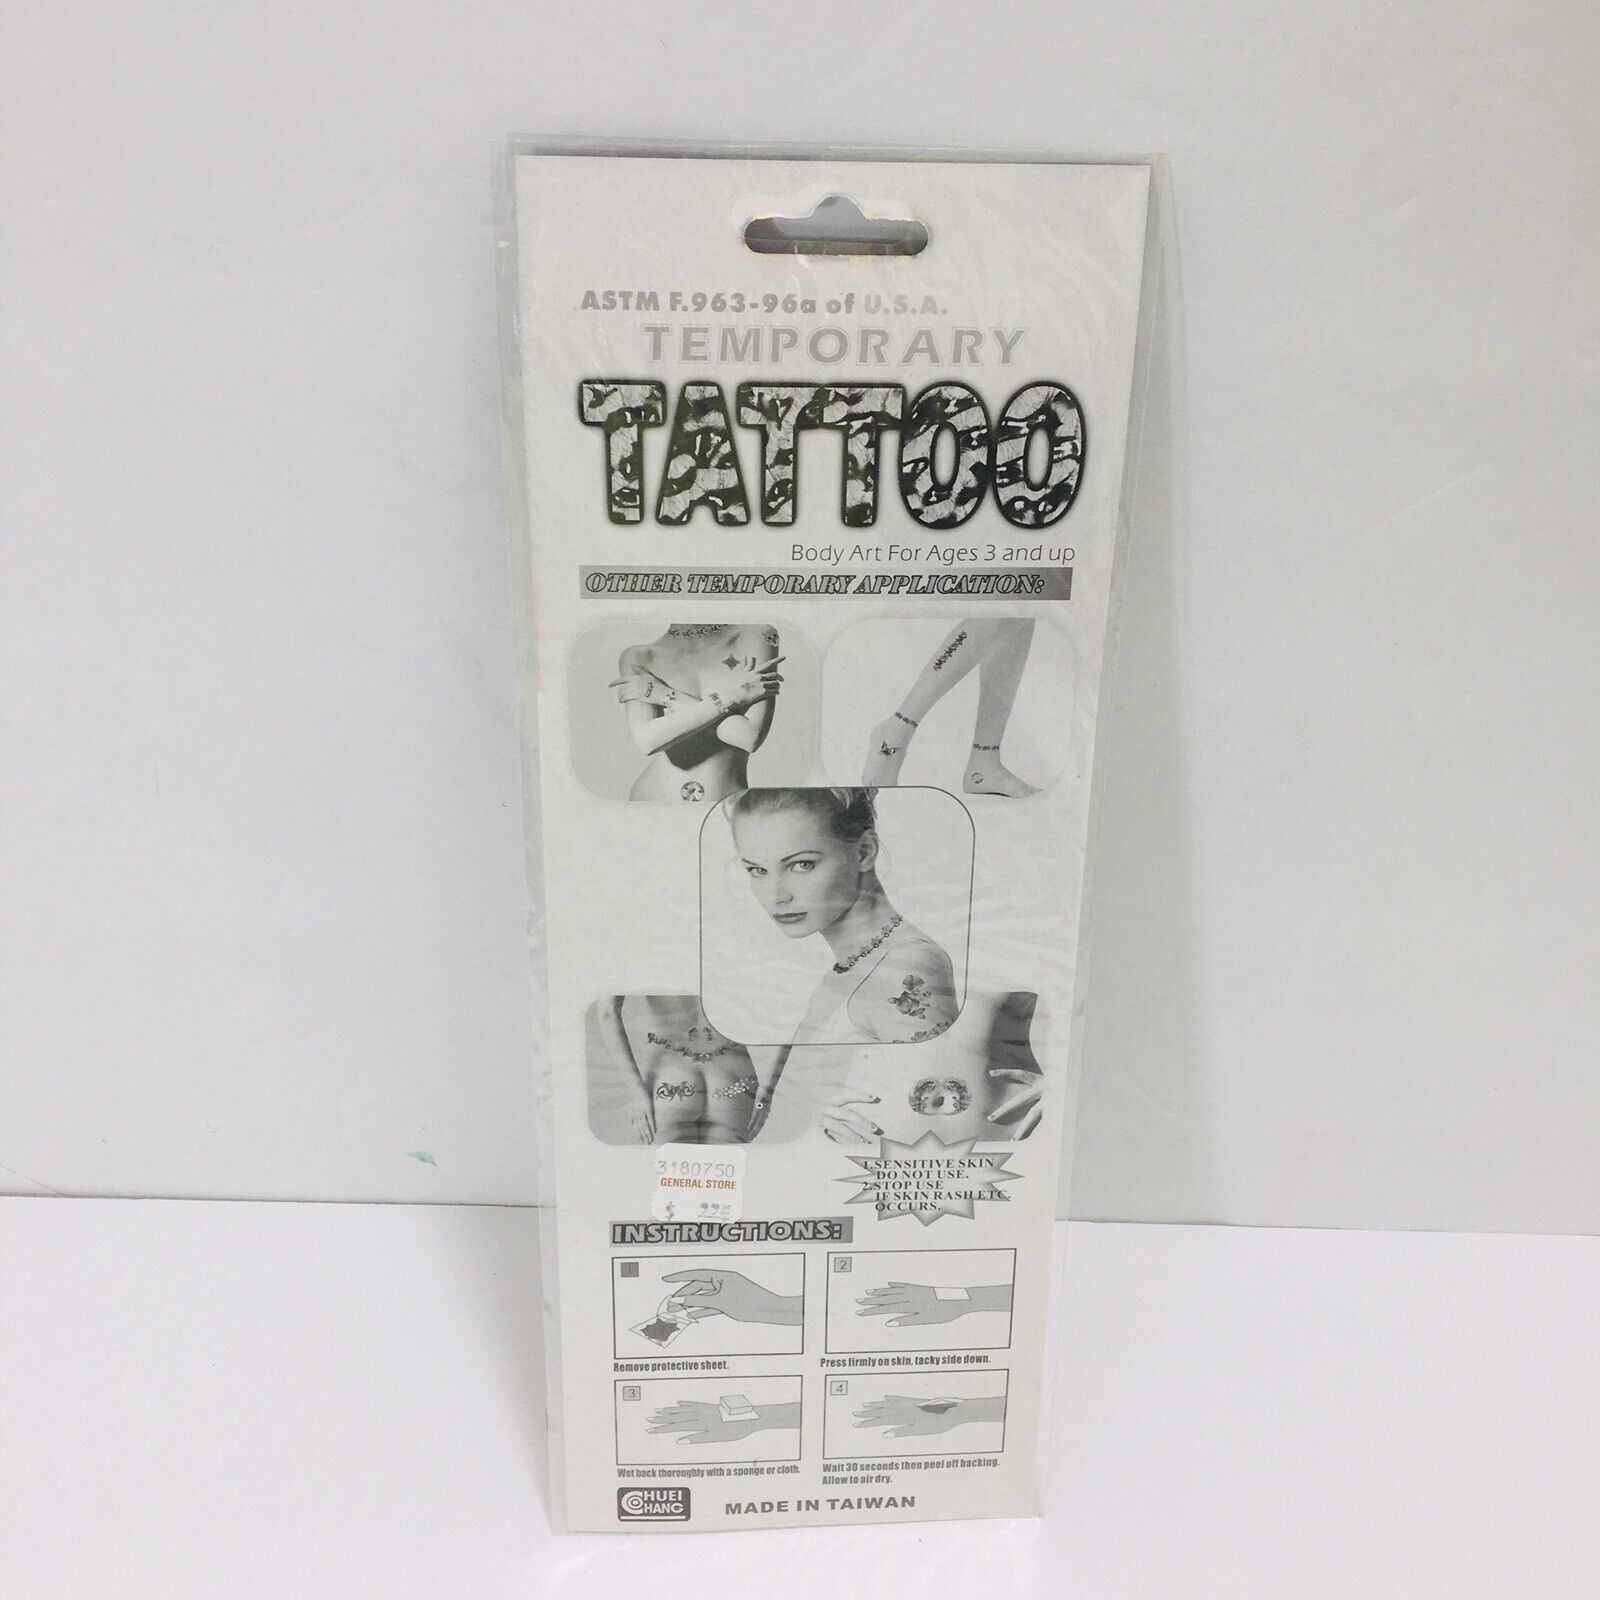 ASTM F.963-96a of U.S.A.
TEMPORARY
TATTOO
Body Art For Ages 3 and up
OTHER TEMPORARY APPLICATION:
1.SENSITIVE SKIN
DO NOT USE.
2.STOP USE
IF SKIN RASH ETC.
OCCURS.
3180750
GENERAL STORE
$
INSTRUCTIONS:
1
Remove protective sheet.
2
Press firmly on skin, tacky side down.
3
Wet back thoroughly with a sponge or cloth.
4
Wait 30 seconds then peel off backing.
Allow to air dry.
CHUEI
CHANG
MADE IN TAIWAN